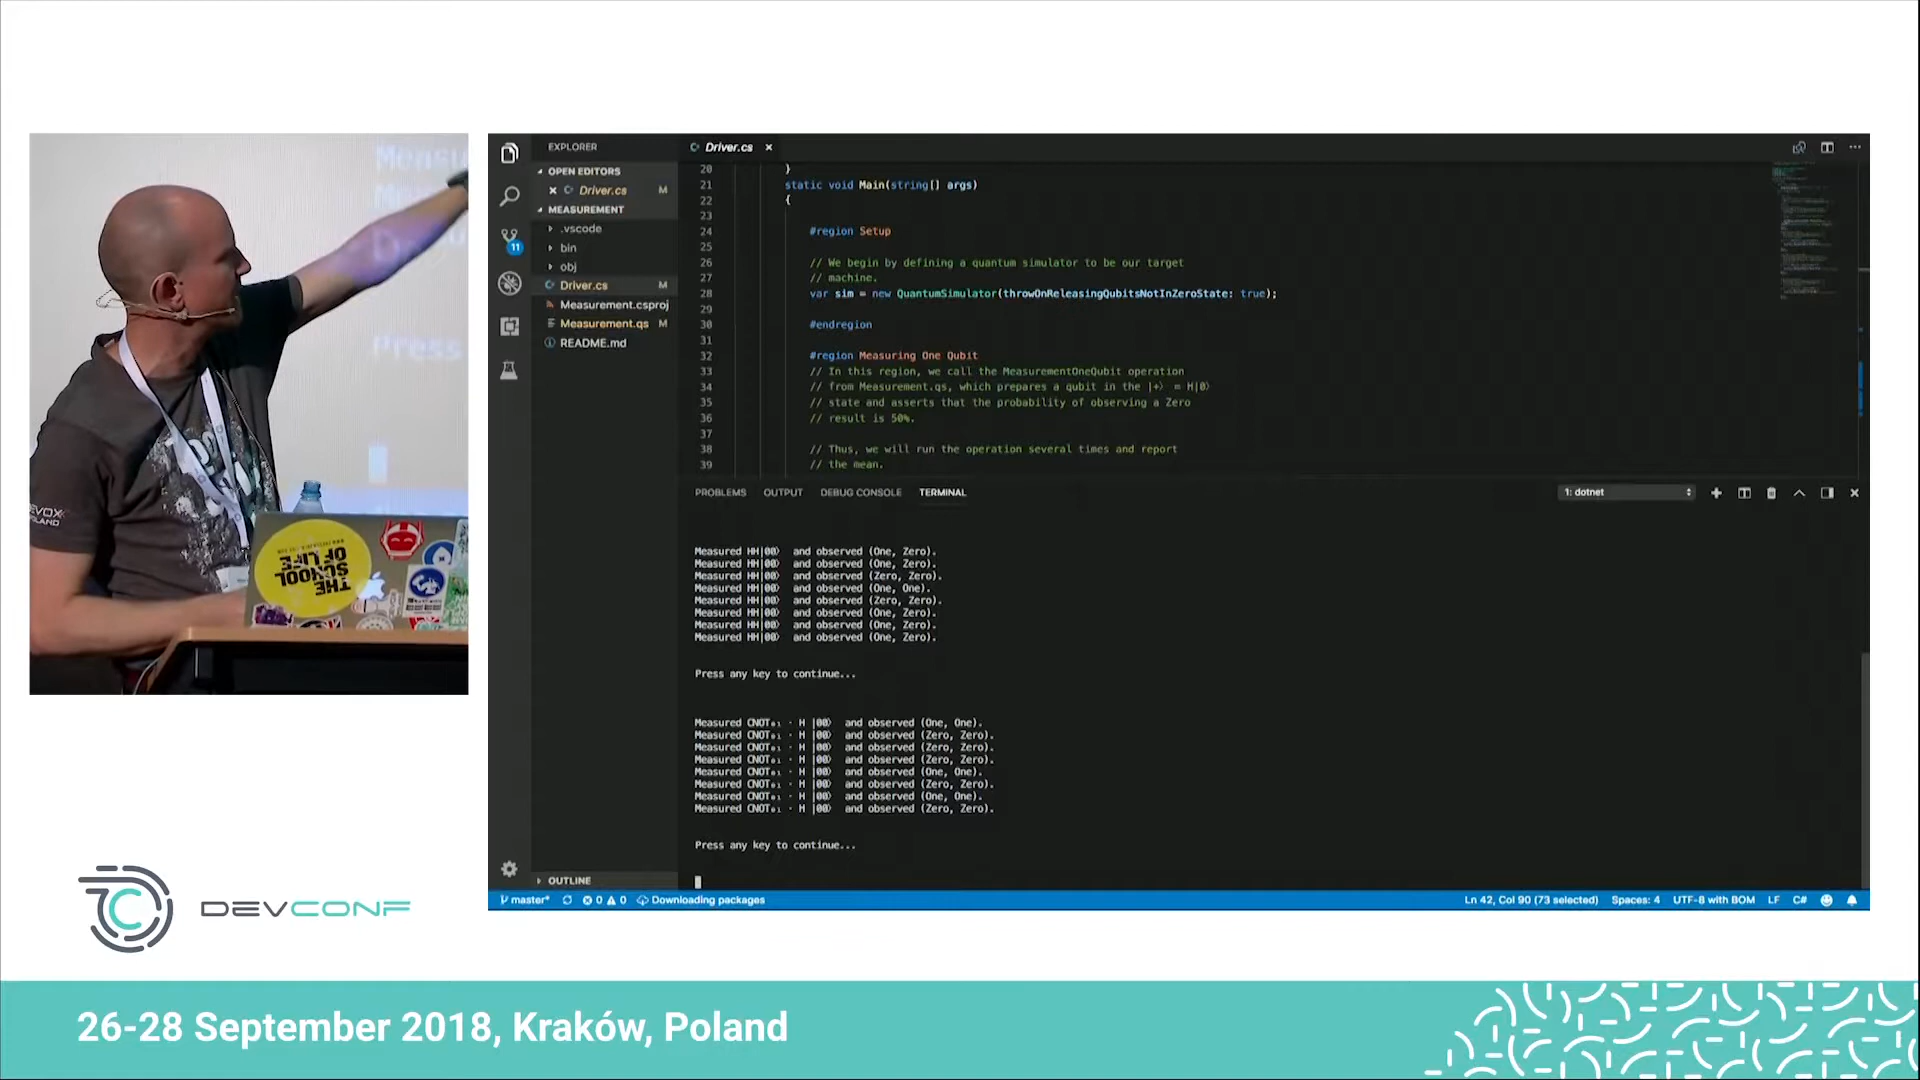 Press
DEVOXX
POLAND
THE
SCHOOL
OF LIFE
EXPLORER
OPEN EDITORS
Driver.cs M
MEASUREMENT
.vscode
bin
obj
Driver.cs M
Measurement.csproj
Measurement.qs M
README.md
OUTLINE
11
Driver.cs
20 }
21 static void Main(string[] args)
22 {
23
24 #region Setup
25
26 // We begin by defining a quantum simulator to be our target
27 // machine.
28 var sim = new QuantumSimulator(throwOnReleasingQubitsNotInZeroState: true);
29
30 #endregion
31
32 #region Measuring One Qubit
33 // In this region, we call the MeasurementOneQubit operation
34 // from Measurement.qs, which prepares a qubit in the |+〉 = H|0〉
35 // state and asserts that the probability of observing a Zero
36 // result is 50%.
37
38 // Thus, we will run the operation several times and report
39 // the mean.
PROBLEMS OUTPUT DEBUG CONSOLE TERMINAL 1: dotnet
Measured HH|00〉 and observed (One, Zero).
Measured HH|00〉 and observed (One, Zero).
Measured HH|00〉 and observed (Zero, Zero).
Measured HH|00〉 and observed (One, One).
Measured HH|00〉 and observed (Zero, Zero).
Measured HH|00〉 and observed (One, Zero).
Measured HH|00〉 and observed (One, Zero).
Measured HH|00〉 and observed (One, Zero).
Press any key to continue...
Measured CNOT₀₁ · H |00〉 and observed (One, One).
Measured CNOT₀₁ · H |00〉 and observed (Zero, Zero).
Measured CNOT₀₁ · H |00〉 and observed (Zero, Zero).
Measured CNOT₀₁ · H |00〉 and observed (Zero, Zero).
Measured CNOT₀₁ · H |00〉 and observed (One, One).
Measured CNOT₀₁ · H |00〉 and observed (Zero, Zero).
Measured CNOT₀₁ · H |00〉 and observed (One, One).
Measured CNOT₀₁ · H |00〉 and observed (Zero, Zero).
Press any key to continue...
master* 0 0 Downloading packages Ln 42, Col 90 (73 selected) Spaces: 4 UTF-8 with BOM LF C#
DEVCONF
26-28 September 2018, Kraków, Poland